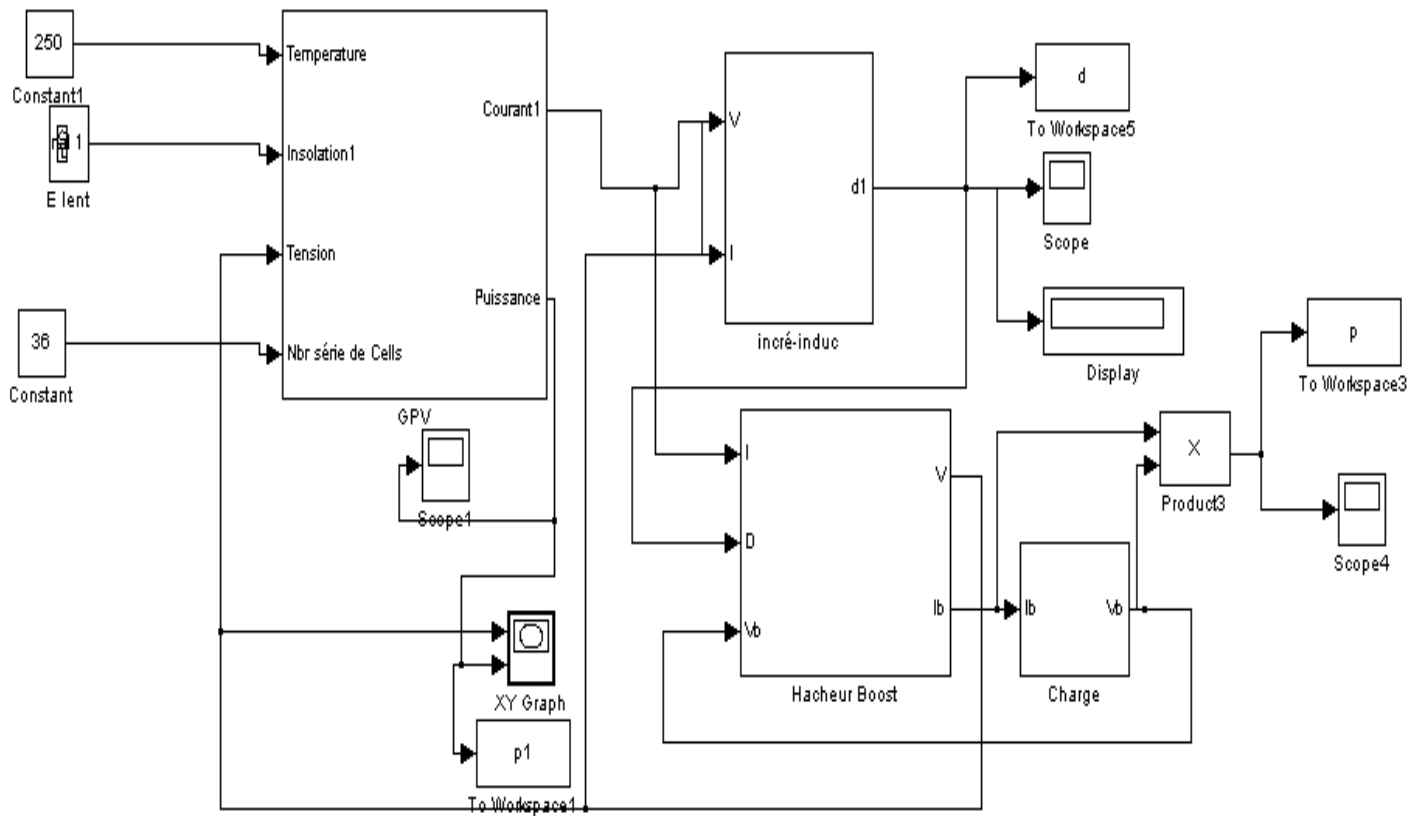 250
Constant1
E lent
36
Constant
Temperature
Insolation1
Tension
Nbr série de Cells
Courant1
Puissance
GPV
Scope1
XY Graph
p1
To Workspace1
V
I
d1
incré-induc
d
To Workspace5
Scope
Display
I
D
Vb
V
Ib
Hacheur Boost
Ib
Vb
Charge
X
Product3
p
To Workspace3
Scope4